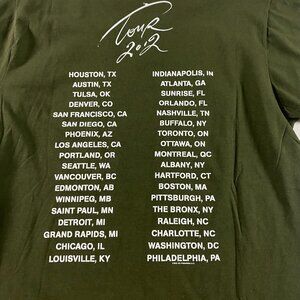 Tour
2012
HOUSTON, TX
AUSTIN, TX
TULSA, OK
DENVER, CO
SAN FRANCISCO, CA
SAN DIEGO, CA
PHOENIX, AZ
LOS ANGELES, CA
PORTLAND, OR
SEATTLE, WA
VANCOUVER, BC
EDMONTON, AB
WINNIPEG, MB
SAINT PAUL, MN
DETROIT, MI
GRAND RAPIDS, MI
CHICAGO, IL
LOUISVILLE, KY
INDIANAPOLIS, IN
ATLANTA, GA
SUNRISE, FL
ORLANDO, FL
NASHVILLE, TN
BUFFALO, NY
TORONTO, ON
OTTAWA, ON
MONTREAL, QC
ALBANY, NY
HARTFORD, CT
BOSTON, MA
PITTSBURGH, PA
THE BRONX, NY
RALEIGH, NC
CHARLOTTE, NC
WASHINGTON, DC
PHILADELPHIA, PA